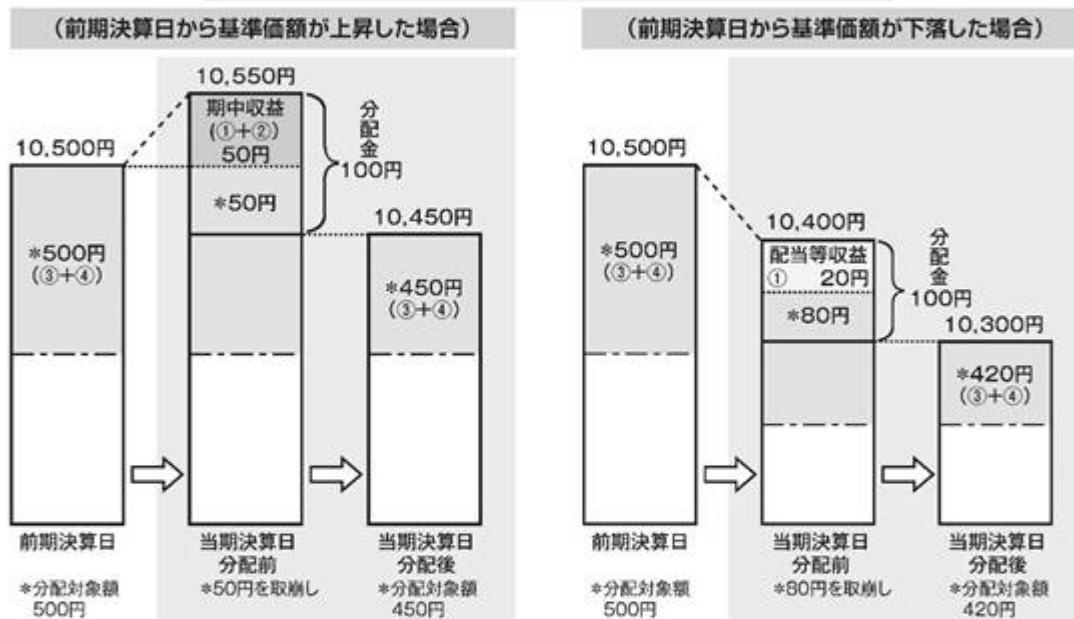 (前期決算日から基準価額が上昇した場合)
10,550円
期中収益
(①+②)
50円
*50円
分配金
100円
10,500円
*500円
(③+④)
10,450円
*450円
(③+④)
前期決算日
*分配対象額
500円
当期決算日
分配前
*50円を取崩し
当期決算日
分配後
*分配対象額
450円
(前期決算日から基準価額が下落した場合)
10,500円
*500円
(③+④)
10,400円
配当等収益
① 20円
*80円
分配金
100円
10,300円
*420円
(③+④)
前期決算日
*分配対象額
500円
当期決算日
分配前
*80円を取崩し
当期決算日
分配後
*分配対象額
420円